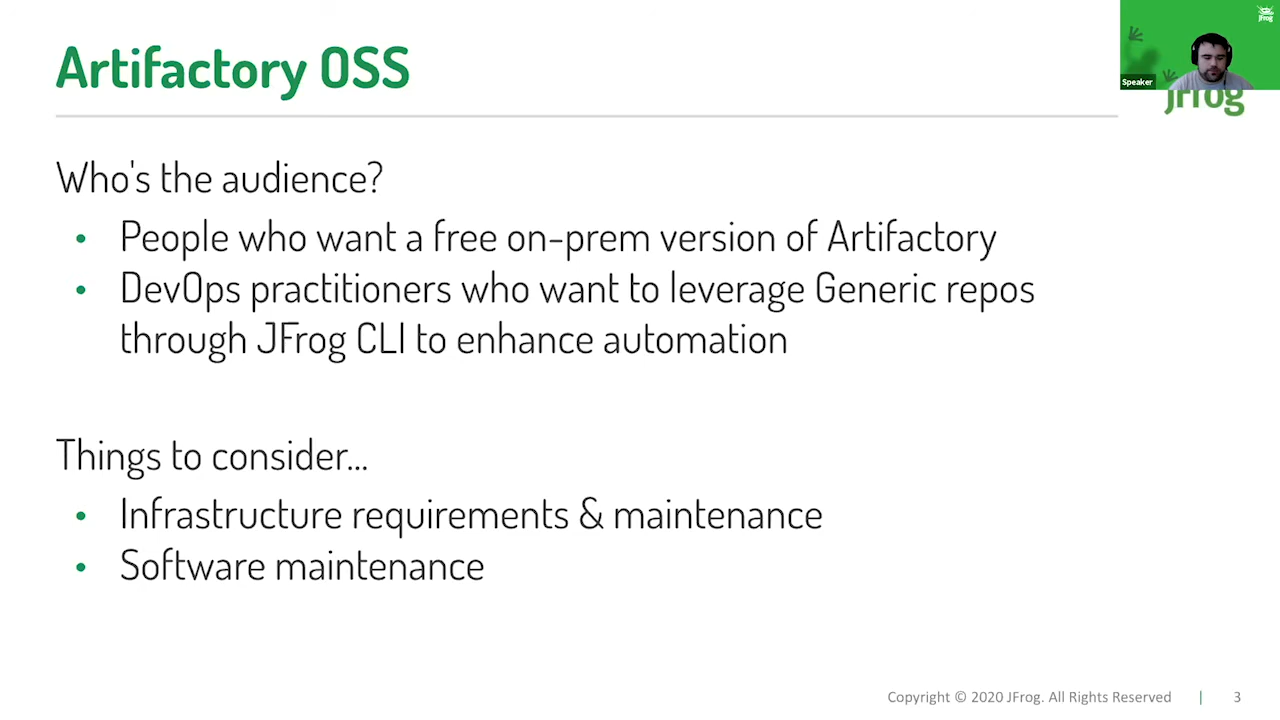 Artifactory OSS
JFrog
Speaker
JFrog
Who's the audience?
• People who want a free on-prem version of Artifactory
• DevOps practitioners who want to leverage Generic repos
through JFrog CLI to enhance automation
Things to consider...
• Infrastructure requirements & maintenance
• Software maintenance
Copyright © 2020 JFrog. All Rights Reserved | 3